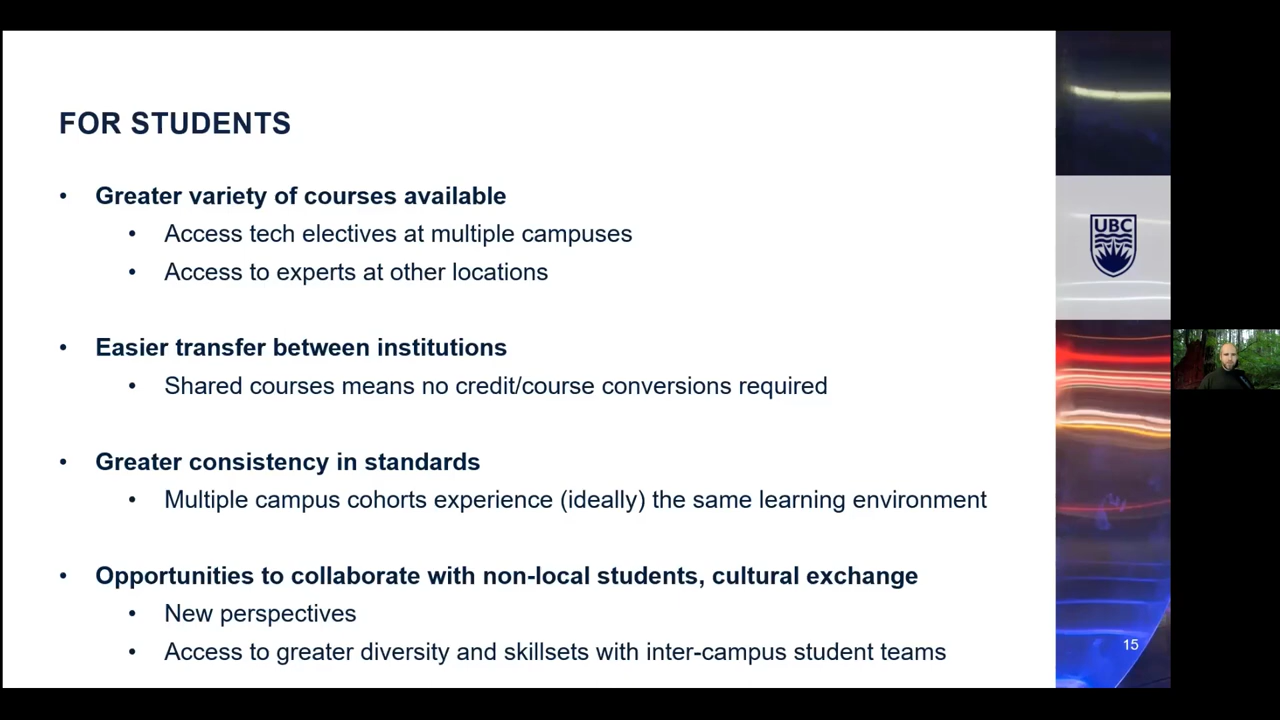 FOR STUDENTS
• Greater variety of courses available
• Access tech electives at multiple campuses
• Access to experts at other locations
• Easier transfer between institutions
• Shared courses means no credit/course conversions required
• Greater consistency in standards
• Multiple campus cohorts experience (ideally) the same learning environment
• Opportunities to collaborate with non-local students, cultural exchange
• New perspectives
• Access to greater diversity and skillsets with inter-campus student teams
UBC
15